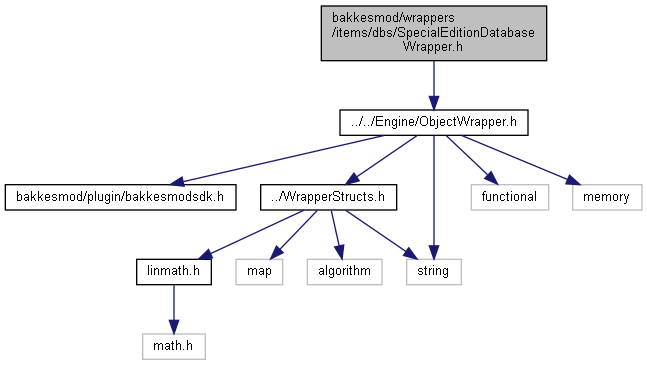 bakkesmod/wrappers
/items/dbs/SpecialEditionDatabase
Wrapper.h
../../Engine/ObjectWrapper.h
bakkesmod/plugin/bakkesmodsdk.h
../WrapperStructs.h
functional
memory
linmath.h
map
algorithm
string
math.h